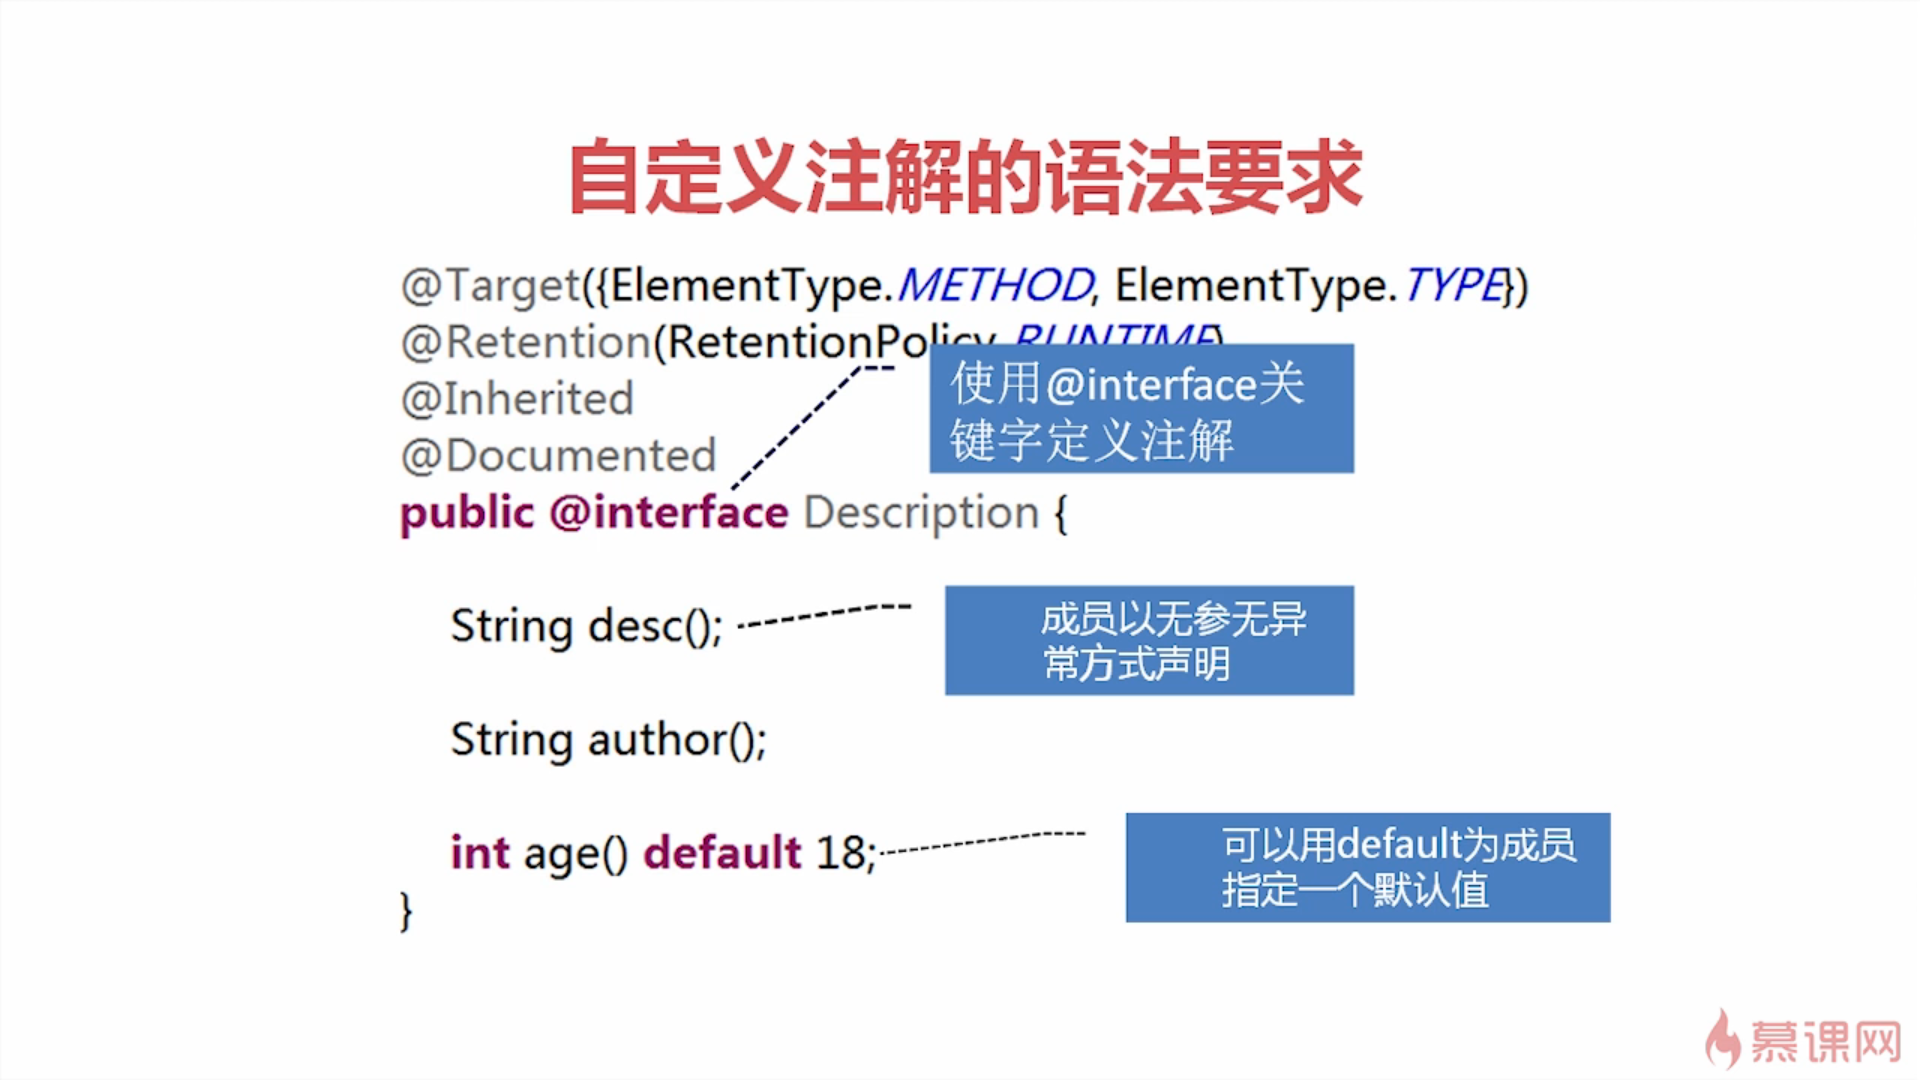 自定义注解的语法要求
@Target({ElementType.METHOD, ElementType.TYPE})
@Retention(RetentionPolicy.RUNTIME)
@Inherited
@Documented
public @interface Description {
使用@interface关
键字定义注解
String desc();
成员以无参无异
常方式声明
String author();
int age() default 18;
可以用default为成员
指定一个默认值
}
慕课网